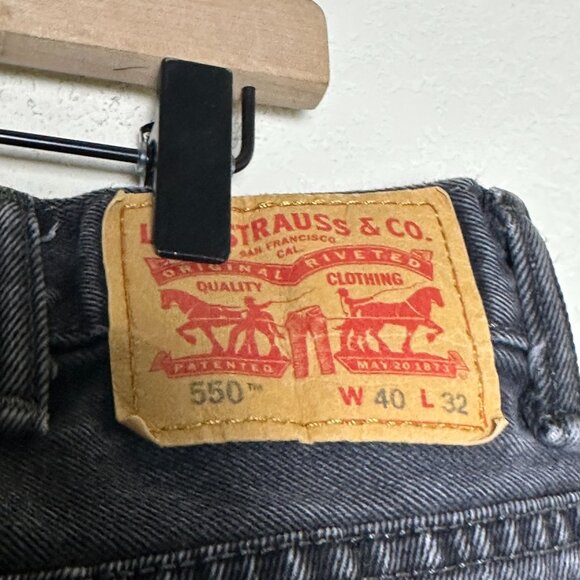 STRAUSS & CO.
SAN FRANCISCO
CAL.
ORIGINAL RIVETED
QUALITY CLOTHING
PATENTED MAY 20 1873
550™ W 40 L 32